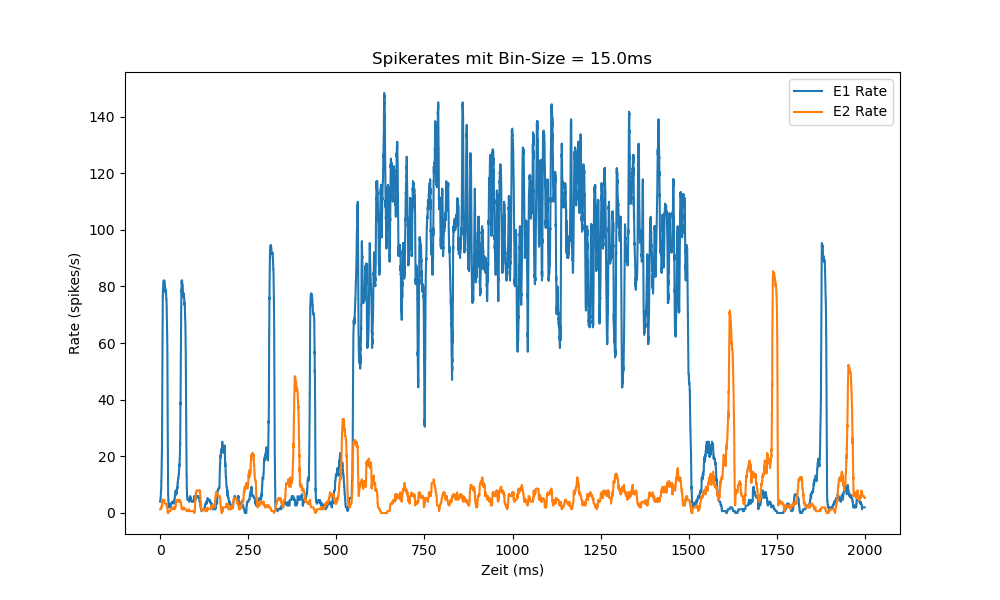 Spikerates mit Bin-Size = 15.0ms
E1 Rate
E2 Rate
Rate (spikes/s)
140
120
100
80
60
40
20
0
0 250 500 750 1000 1250 1500 1750 2000
Zeit (ms)